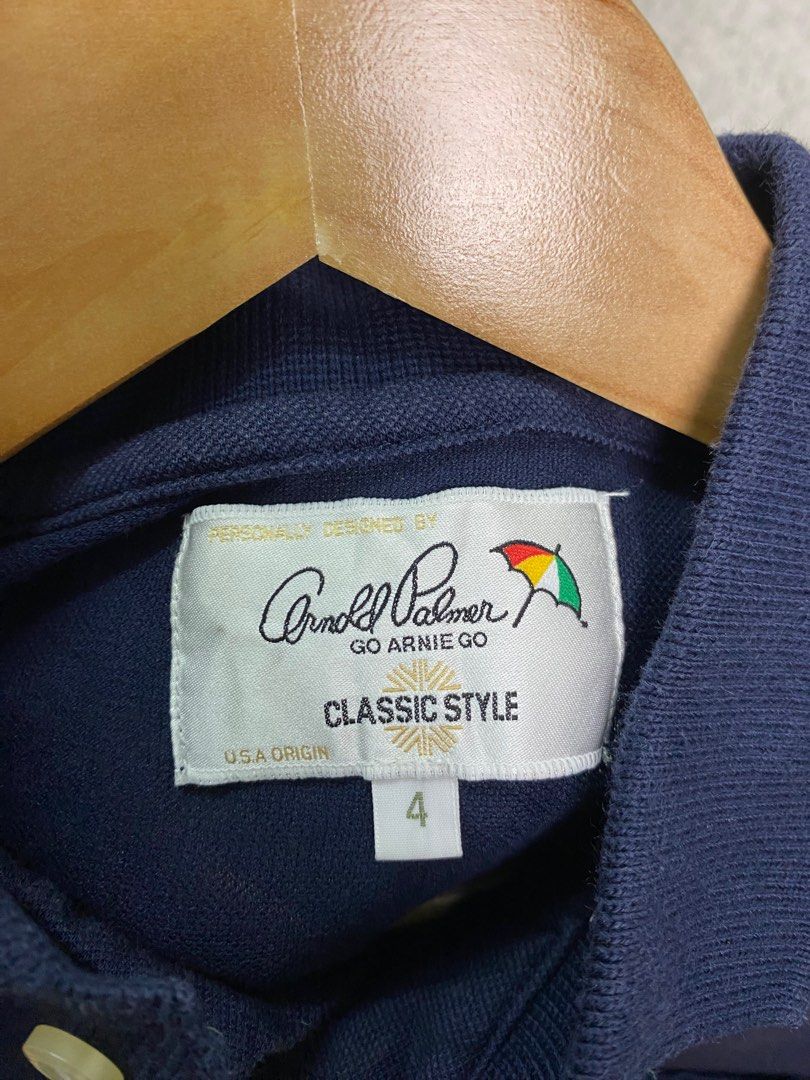 PERSONALLY DESIGNED BY
Arnold Palmer
GO ARNIE GO
CLASSIC STYLE
U.S.A ORIGIN
4